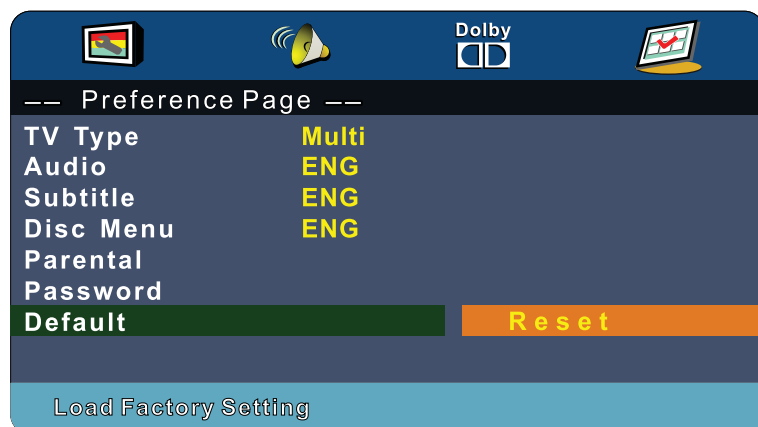 Dolby
–– Preference Page ––
TV Type Multi
Audio ENG
Subtitle ENG
Disc Menu ENG
Parental
Password
Default Reset
Load Factory Setting